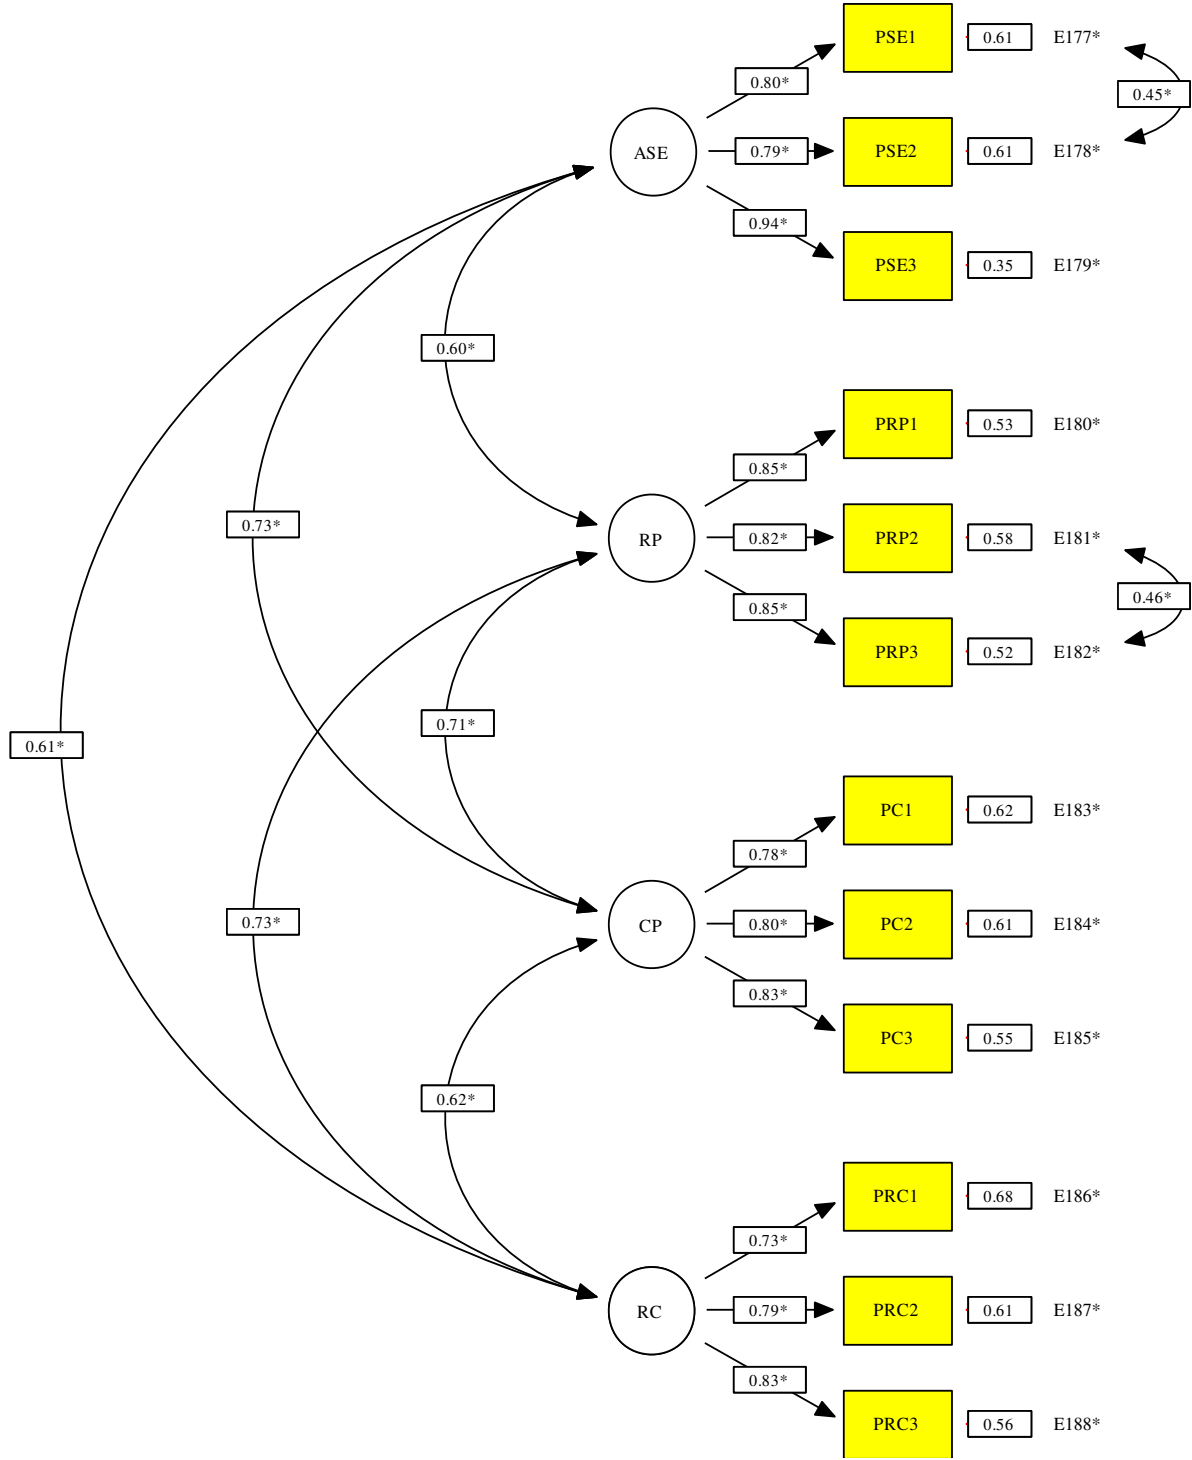 PSE1 0.61 E177*
0.80*
0.45*
ASE 0.79* PSE2 0.61 E178*
0.94*
PSE3 0.35 E179*
0.60*
PRP1 0.53 E180*
0.85*
0.73*
RP 0.82* PRP2 0.58 E181*
0.46*
0.85*
PRP3 0.52 E182*
0.71*
0.61*
PC1 0.62 E183*
0.78*
0.73*
CP 0.80* PC2 0.61 E184*
0.83*
PC3 0.55 E185*
0.62*
PRC1 0.68 E186*
0.73*
RC 0.79* PRC2 0.61 E187*
0.83*
PRC3 0.56 E188*